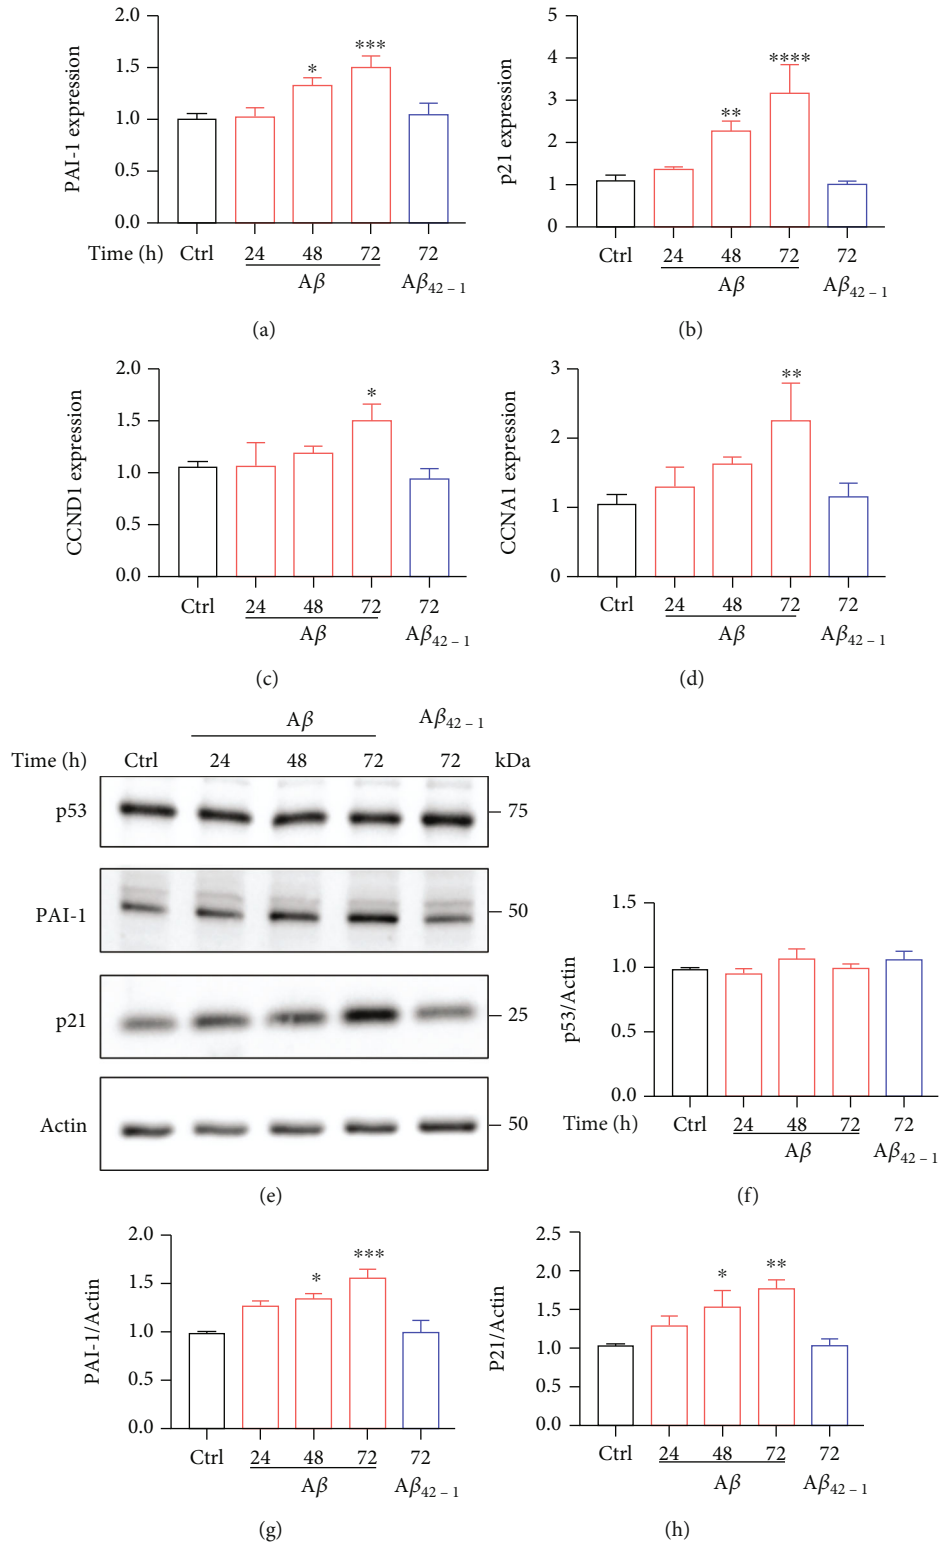 2.0
1.5
1.0
0.5
0.0
PAI-1 expression
*
***
Time (h) Ctrl 24 48 72 72
Aβ Aβ42 – 1
(a)
5
4
3
2
1
0
p21 expression
**
****
Ctrl 24 48 72 72
Aβ Aβ42 – 1
(b)
2.0
1.5
1.0
0.5
0.0
CCND1 expression
*
Ctrl 24 48 72 72
Aβ Aβ42 – 1
(c)
3
2
1
0
CCNA1 expression
**
Ctrl 24 48 72 72
Aβ Aβ42 – 1
(d)
Aβ Aβ42 – 1
Time (h) Ctrl 24 48 72 72 kDa
p53 75
PAI-1 50
p21 25
Actin 50
(e)
1.5
1.0
0.5
0.0
p53/Actin
Time (h) Ctrl 24 48 72 72
Aβ Aβ42 – 1
(f)
2.0
1.5
1.0
0.5
0.0
PAI-1/Actin
*
***
Ctrl 24 48 72 72
Aβ Aβ42 – 1
(g)
2.5
2.0
1.5
1.0
0.5
0.0
P21/Actin
*
**
Ctrl 24 48 72 72
Aβ Aβ42 – 1
(h)